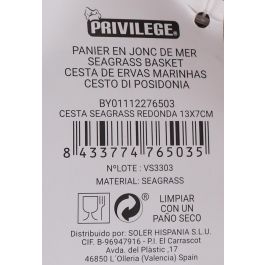 PRIVILEGE®
PANIER EN JONC DE MER
SEAGRASS BASKET
CESTA DE ERVAS MARINHAS
CESTO DI POSIDONIA
BY01112276503
CESTA SEAGRASS REDONDA 13X7CM
8 433774 765035
NºLOTE : VS3303
MATERIAL: SEAGRASS
LIMPIAR
CON UN
PAÑO SECO
Distribuido por: SOLER HISPANIA S.L.U.
CIF. B-96947916 - P.I. El Carrascot
Avda. del Plàstic ,17
46850 L´Olleria (Valencia) Spain